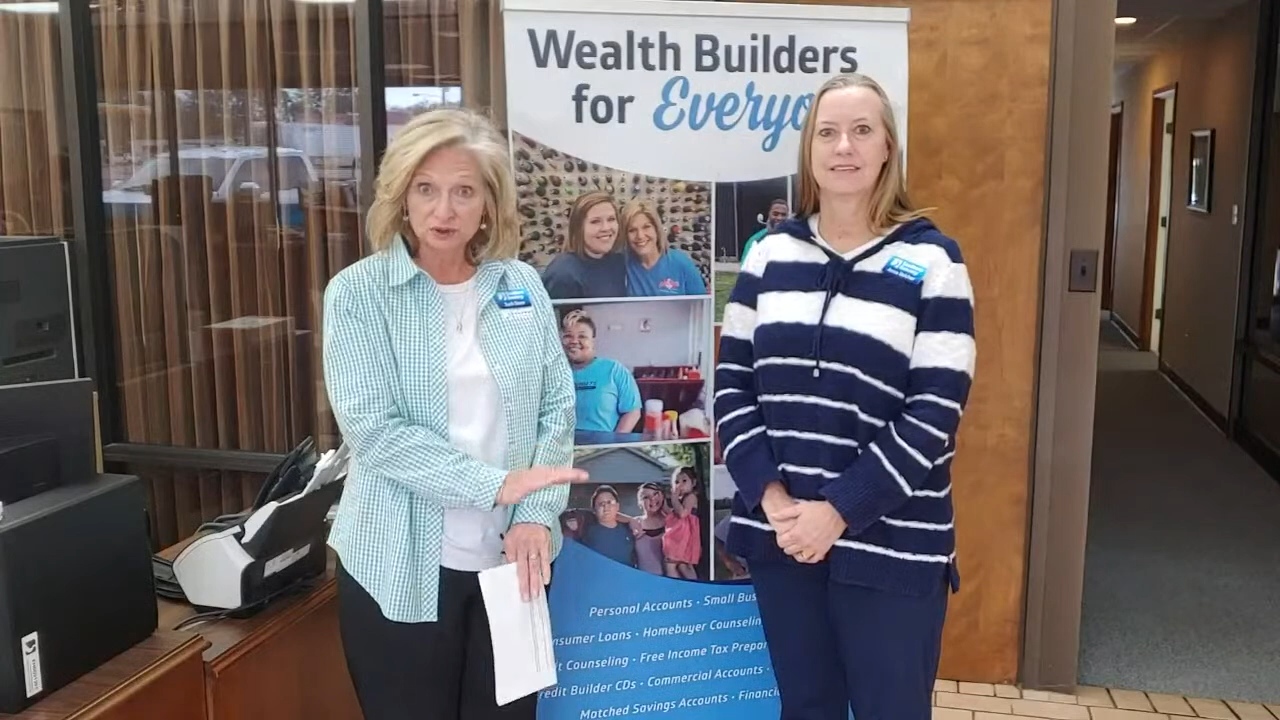 Wealth Builders
for Everyo
Personal Accounts · Small Bus
nsumer Loans · Homebuyer Counselin
t Counseling · Free Income Tax Prepar
redit Builder CDs · Commercial Accounts ·
Matched Savings Accounts · Financi